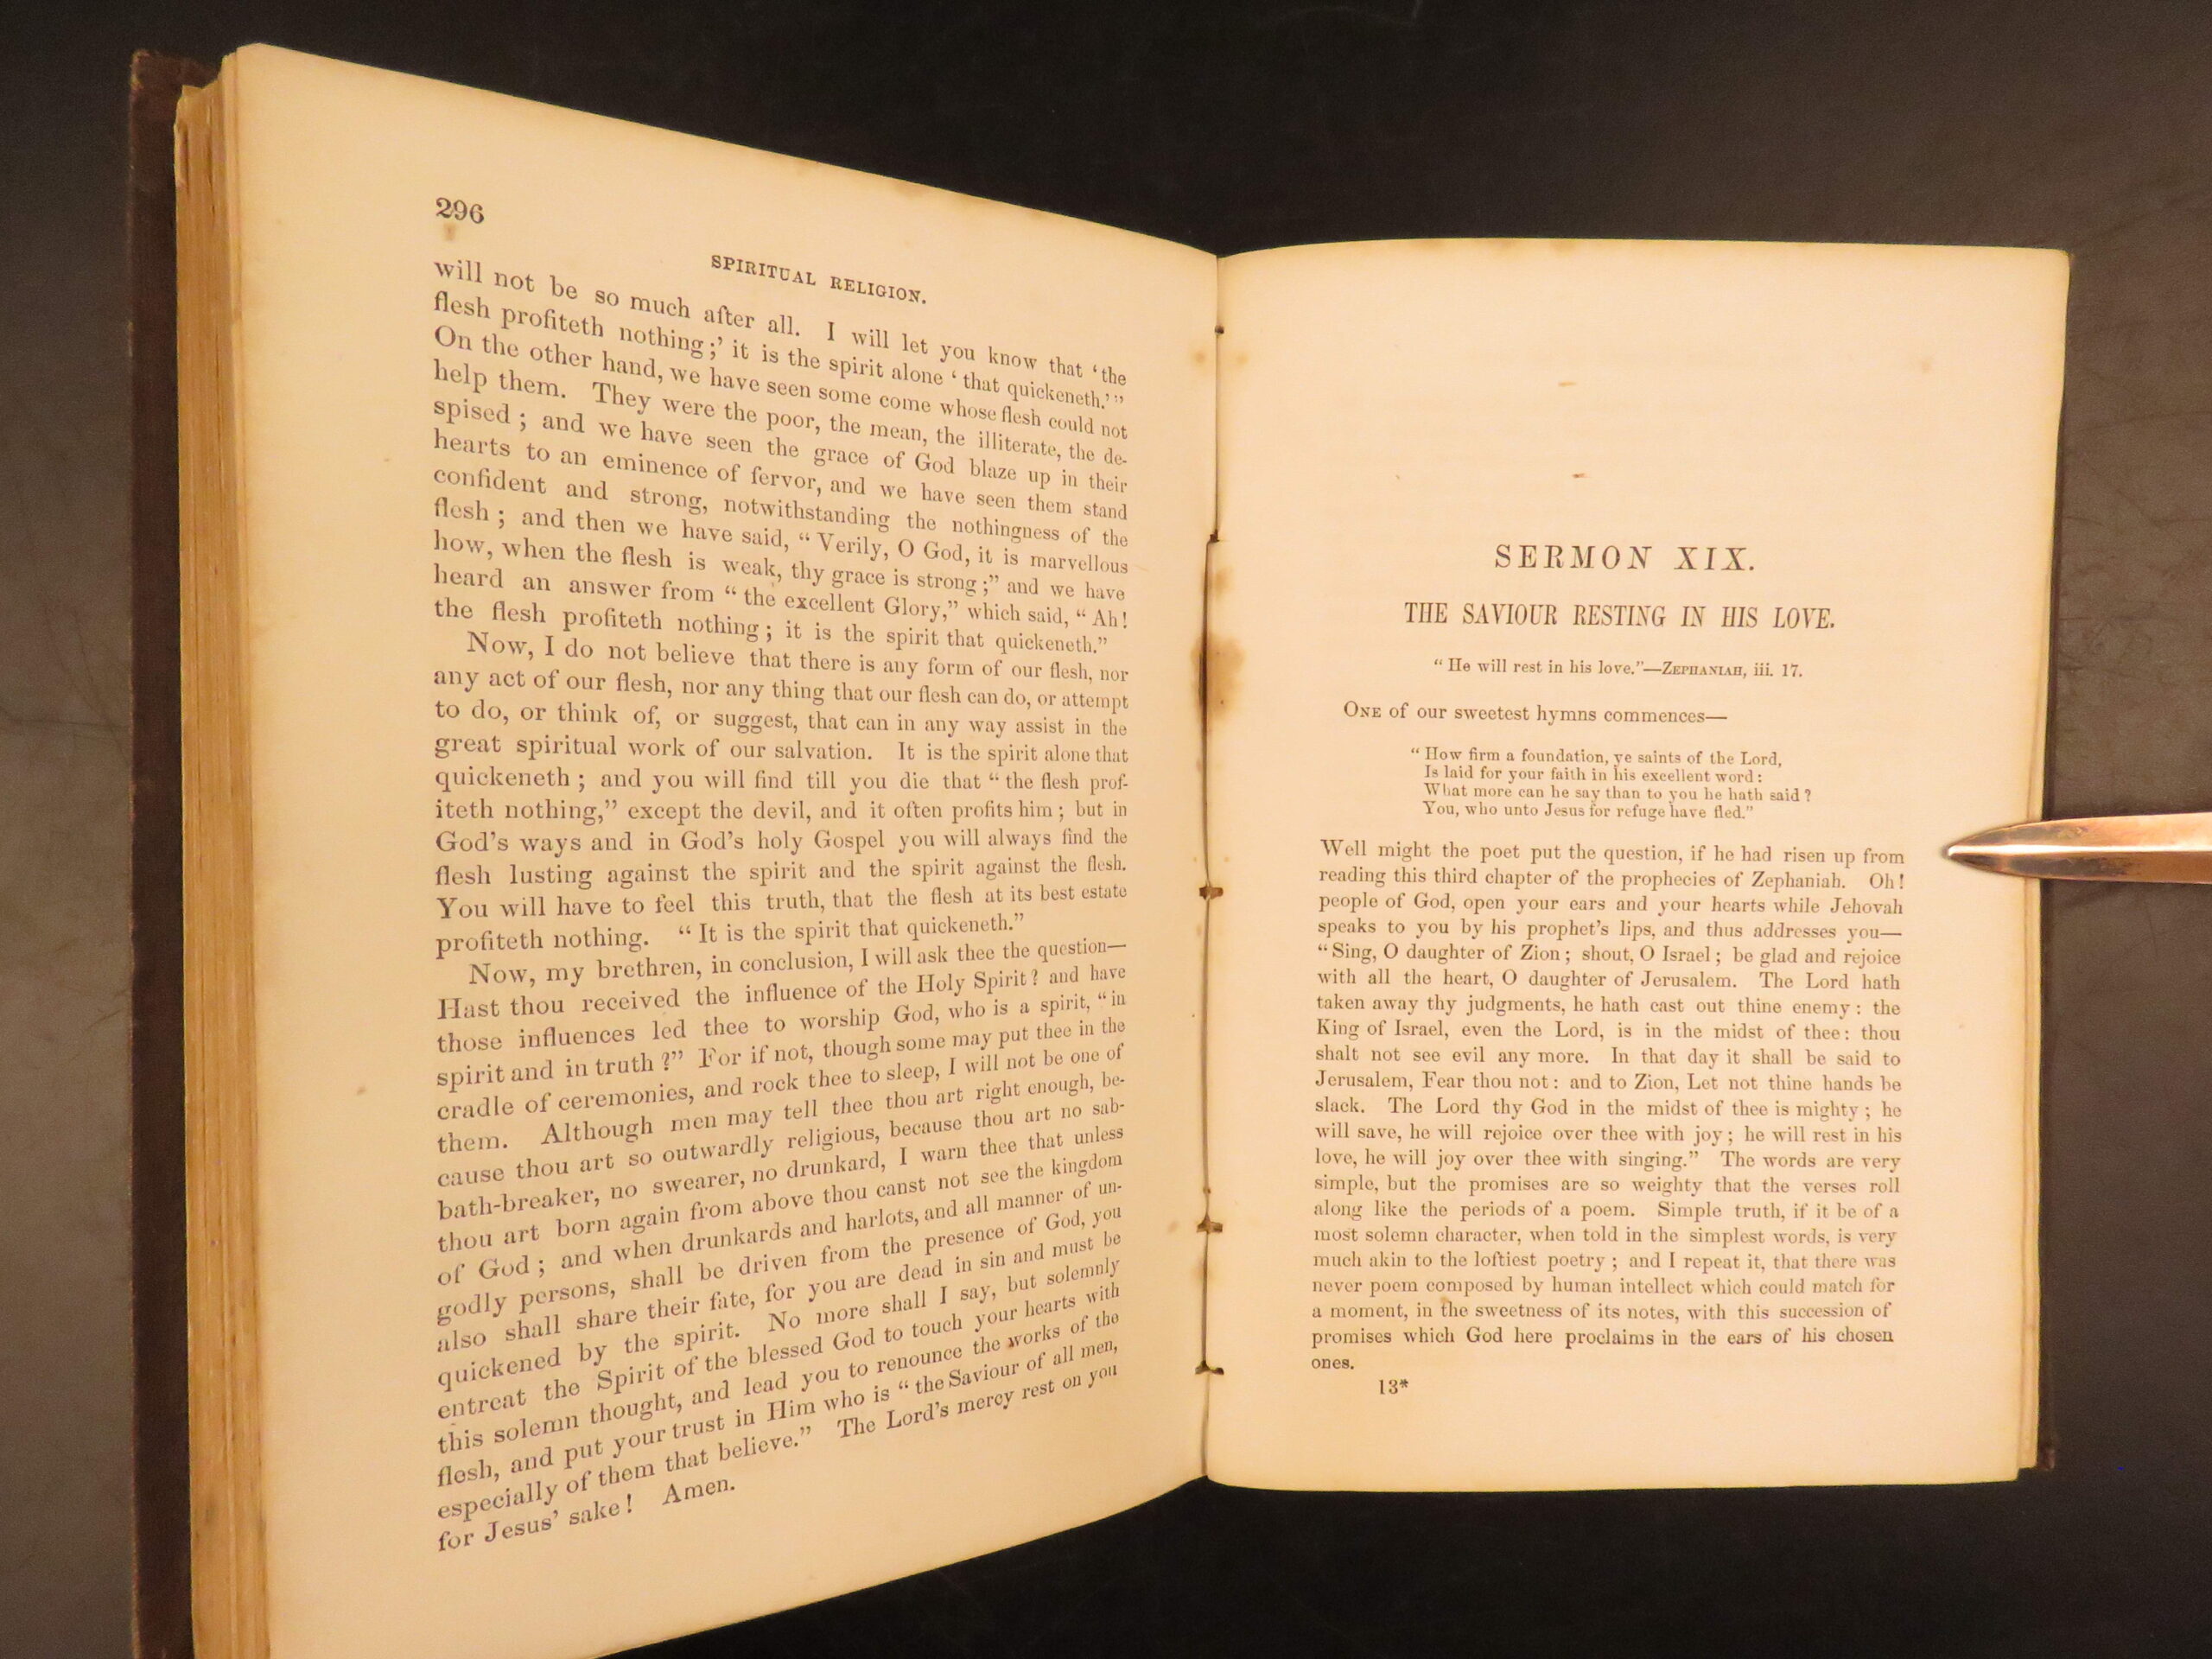 296
SPIRITUAL RELIGION.
will not be so much after all. I will let you know that ‘the
flesh profiteth nothing;’ it is the spirit alone ‘that quickeneth.’”
On the other hand, we have seen some come whose flesh could not
help them. They were the poor, the mean, the illiterate, the de-
spised; and we have seen the grace of God blaze up in their
hearts to an eminence of fervor, and we have seen them stand
confident and strong, notwithstanding the nothingness of the
flesh; and then we have said, “Verily, O God, it is marvellous
how, when the flesh is weak, thy grace is strong;” and we have
heard an answer from “the excellent Glory,” which said, “Ah!
the flesh profiteth nothing; it is the spirit that quickeneth.”
Now, I do not believe that there is any form of our flesh, nor
any act of our flesh, nor any thing that our flesh can do, or attempt
to do, or think of, or suggest, that can in any way assist in the
great spiritual work of our salvation. It is the spirit alone that
quickeneth; and you will find till you die that “the flesh prof-
iteth nothing,” except the devil, and it often profits him; but in
God’s ways and in God’s holy Gospel you will always find the
flesh lusting against the spirit and the spirit against the flesh.
You will have to feel this truth, that the flesh at its best estate
profiteth nothing. “It is the spirit that quickeneth.”
Now, my brethren, in conclusion, I will ask thee the question—
Hast thou received the influence of the Holy Spirit? and have
those influences led thee to worship God, who is a spirit, “in
spirit and in truth?” For if not, though some may put thee in the
cradle of ceremonies, and rock thee to sleep, I will not be one of
them. Although men may tell thee thou art right enough, be-
cause thou art so outwardly religious, because thou art no sab-
bath-breaker, no swearer, no drunkard, I warn thee that unless
thou art born again from above thou canst not see the kingdom
of God; and when drunkards and harlots, and all manner of un-
godly persons, shall be driven from the presence of God, you
also shall share their fate, for you are dead in sin and must be
quickened by the spirit. No more shall I say, but solemnly
entreat the Spirit of the blessed God to touch your hearts with
this solemn thought, and lead you to renounce the works of the
flesh, and put your trust in Him who is “the Saviour of all men,
especially of them that believe.” The Lord’s mercy rest on you
for Jesus’ sake! Amen.
SERMON XIX.
THE SAVIOUR RESTING IN HIS LOVE.
“He will rest in his love.”—ZEPHANIAH, iii. 17.
ONE of our sweetest hymns commences—
“How firm a foundation, ye saints of the Lord,
Is laid for your faith in his excellent word:
What more can he say than to you he hath said?
You, who unto Jesus for refuge have fled.”
Well might the poet put the question, if he had risen up from
reading this third chapter of the prophecies of Zephaniah. Oh!
people of God, open your ears and your hearts while Jehovah
speaks to you by his prophet’s lips, and thus addresses you—
“Sing, O daughter of Zion; shout, O Israel; be glad and rejoice
with all the heart, O daughter of Jerusalem. The Lord hath
taken away thy judgments, he hath cast out thine enemy: the
King of Israel, even the Lord, is in the midst of thee: thou
shalt not see evil any more. In that day it shall be said to
Jerusalem, Fear thou not: and to Zion, Let not thine hands be
slack. The Lord thy God in the midst of thee is mighty; he
will save, he will rejoice over thee with joy; he will rest in his
love, he will joy over thee with singing.” The words are very
simple, but the promises are so weighty that the verses roll
along like the periods of a poem. Simple truth, if it be of a
most solemn character, when told in the simplest words, is very
much akin to the loftiest poetry; and I repeat it, that there was
never poem composed by human intellect which could match for
a moment, in the sweetness of its notes, with this succession of
promises which God here proclaims in the ears of his chosen
ones.
13*